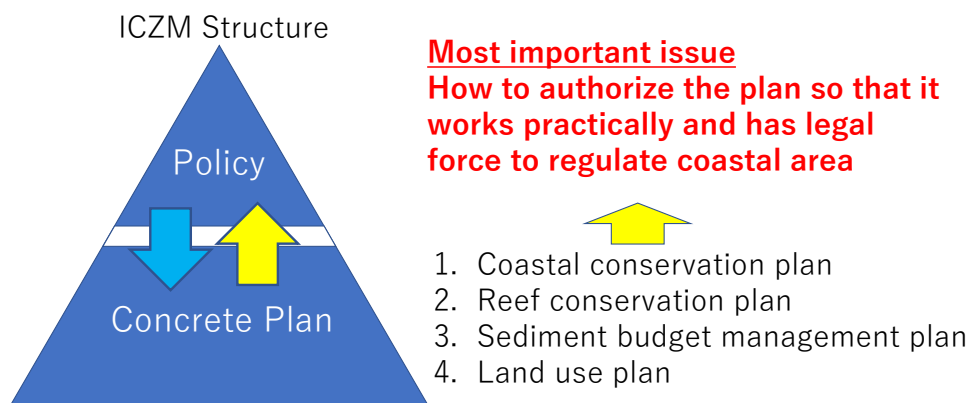 ICZM Structure
Policy
Concrete Plan
Most important issue
How to authorize the plan so that it
works practically and has legal
force to regulate coastal area
1. Coastal conservation plan
2. Reef conservation plan
3. Sediment budget management plan
4. Land use plan